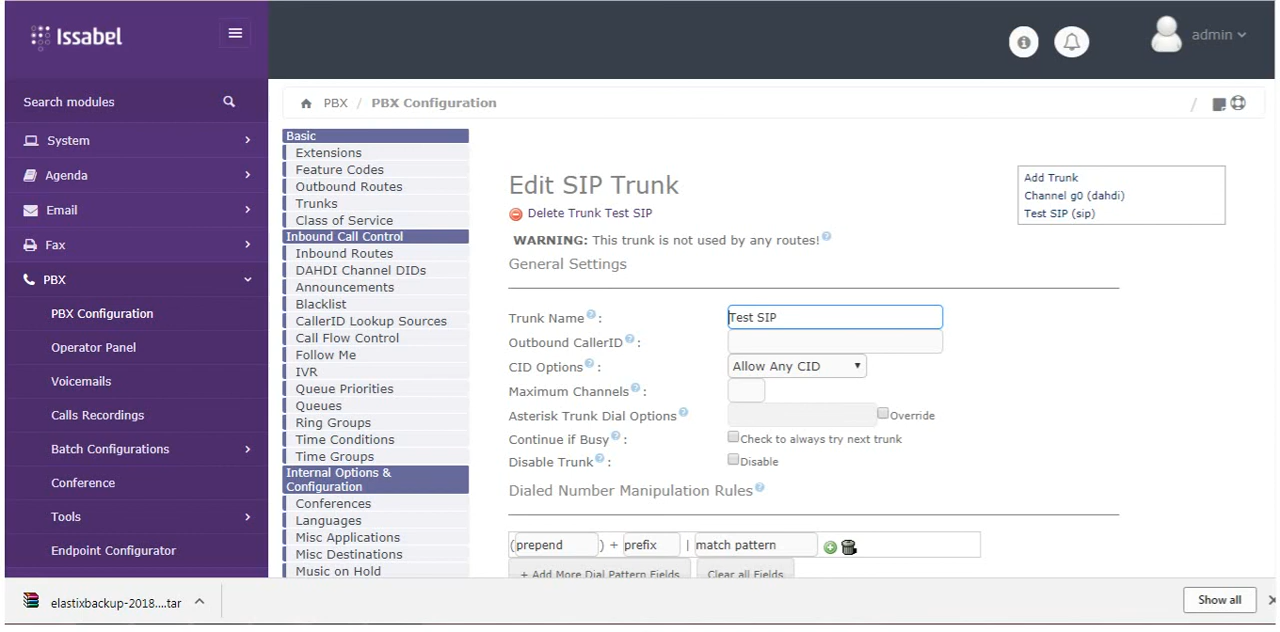 Issabel
admin
Search modules
System
Agenda
Email
Fax
PBX
PBX Configuration
Operator Panel
Voicemails
Calls Recordings
Batch Configurations
Conference
Tools
Endpoint Configurator
PBX / PBX Configuration
/
Basic
Extensions
Feature Codes
Outbound Routes
Trunks
Class of Service
Inbound Call Control
Inbound Routes
DAHDI Channel DIDs
Announcements
Blacklist
CallerID Lookup Sources
Call Flow Control
Follow Me
IVR
Queue Priorities
Queues
Ring Groups
Time Conditions
Time Groups
Internal Options &
Configuration
Conferences
Languages
Misc Applications
Misc Destinations
Music on Hold
Edit SIP Trunk
Delete Trunk Test SIP
WARNING: This trunk is not used by any routes!
General Settings
Trunk Name: Test SIP
Outbound CallerID:
CID Options: Allow Any CID
Maximum Channels:
Asterisk Trunk Dial Options Override
Continue if Busy: Check to always try next trunk
Disable Trunk: Disable
Dialed Number Manipulation Rules
(prepend ) + prefix | match pattern
+ Add More Dial Pattern Fields Clear all Fields
Add Trunk
Channel g0 (dahdi)
Test SIP (sip)
elastixbackup-2018....tar
Show all